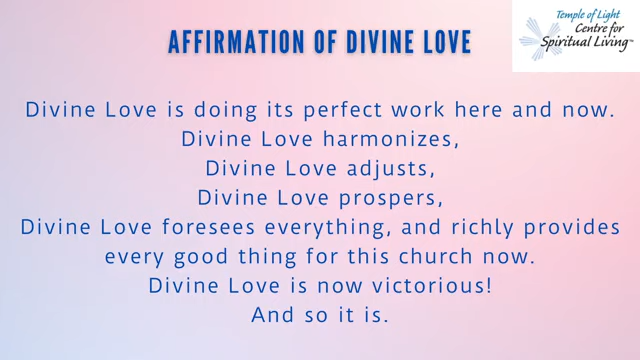 AFFIRMATION OF DIVINE LOVE
Temple of Light
Centre for
Spiritual Living™
Divine Love is doing its perfect work here and now.
Divine Love harmonizes,
Divine Love adjusts,
Divine Love prospers,
Divine Love foresees everything, and richly provides
every good thing for this church now.
Divine Love is now victorious!
And so it is.